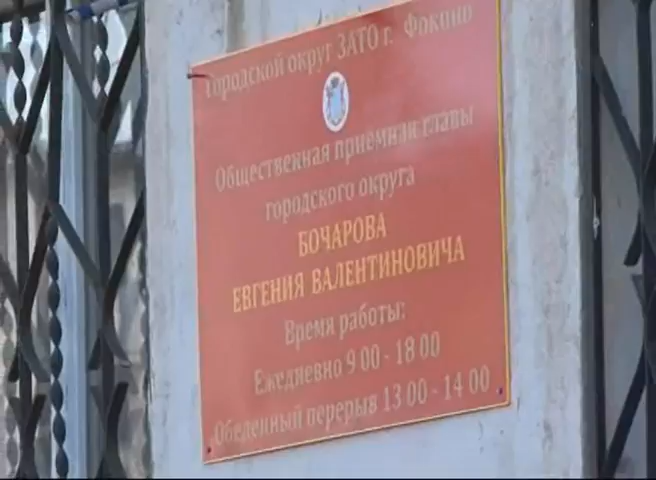 Городской округ ЗАТО г. Фокино
Общественная приемная главы
городского округа
БОЧАРОВА
ЕВГЕНИЯ ВАЛЕНТИНОВИЧА
Время работы:
Ежедневно 9 00 - 18 00
Обеденный перерыв 13 00 - 14 00